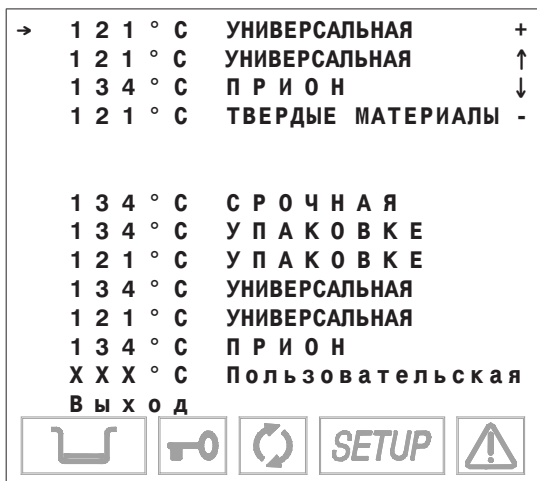 → 121°C УНИВЕРСАЛЬНАЯ +
121°C УНИВЕРСАЛЬНАЯ ↑
134°C ПРИОН ↓
121°C ТВЕРДЫЕ МАТЕРИАЛЫ -
134°C СРОЧНАЯ
134°C УПАКОВКЕ
121°C УПАКОВКЕ
134°C УНИВЕРСАЛЬНАЯ
121°C УНИВЕРСАЛЬНАЯ
134°C ПРИОН
XXX°C Пользовательская
Выход
SETUP